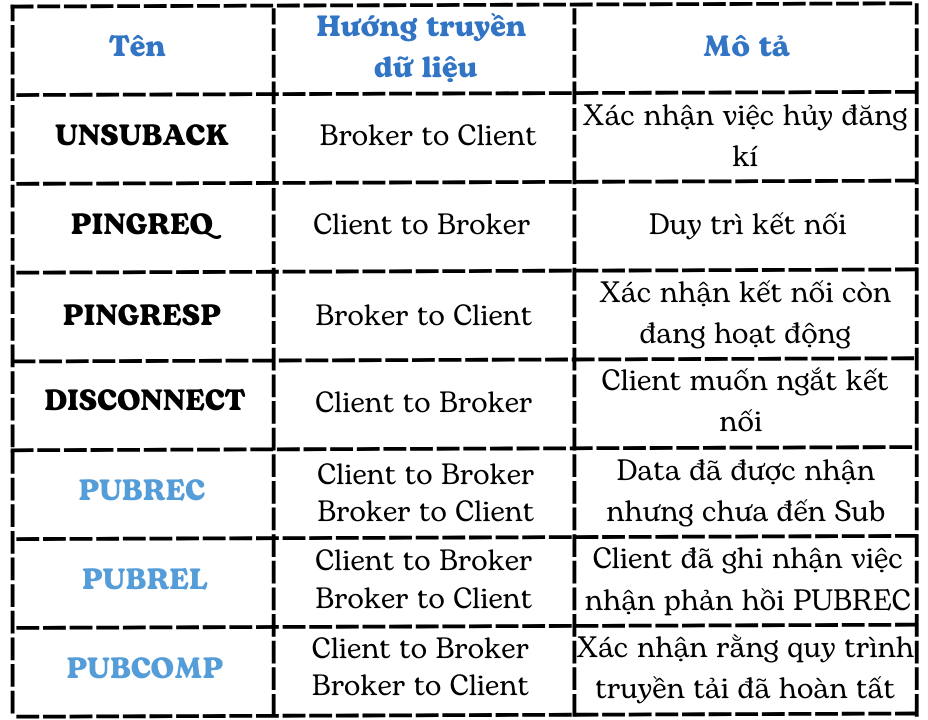 Tên
Hướng truyền
dữ liệu
Mô tả
UNSUBACK
Broker to Client
Xác nhận việc hủy đăng
kí
PINGREQ
Client to Broker
Duy trì kết nối
PINGRESP
Broker to Client
Xác nhận kết nối còn
đang hoạt động
DISCONNECT
Client to Broker
Client muốn ngắt kết
nối
PUBREC
Client to Broker
Broker to Client
Data đã được nhận
nhưng chưa đến Sub
PUBREL
Client to Broker
Broker to Client
Client đã ghi nhận việc
nhận phản hồi PUBREC
PUBCOMP
Client to Broker
Broker to Client
Xác nhận rằng quy trình
truyền tải đã hoàn tất